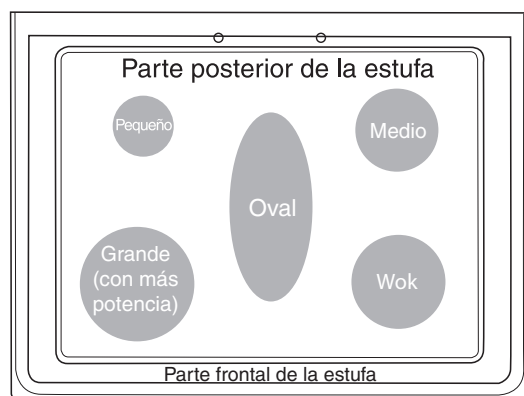 Parte posterior de la estufa
Pequeño
Medio
Oval
Grande
(con más
potencia)
Wok
Parte frontal de la estufa